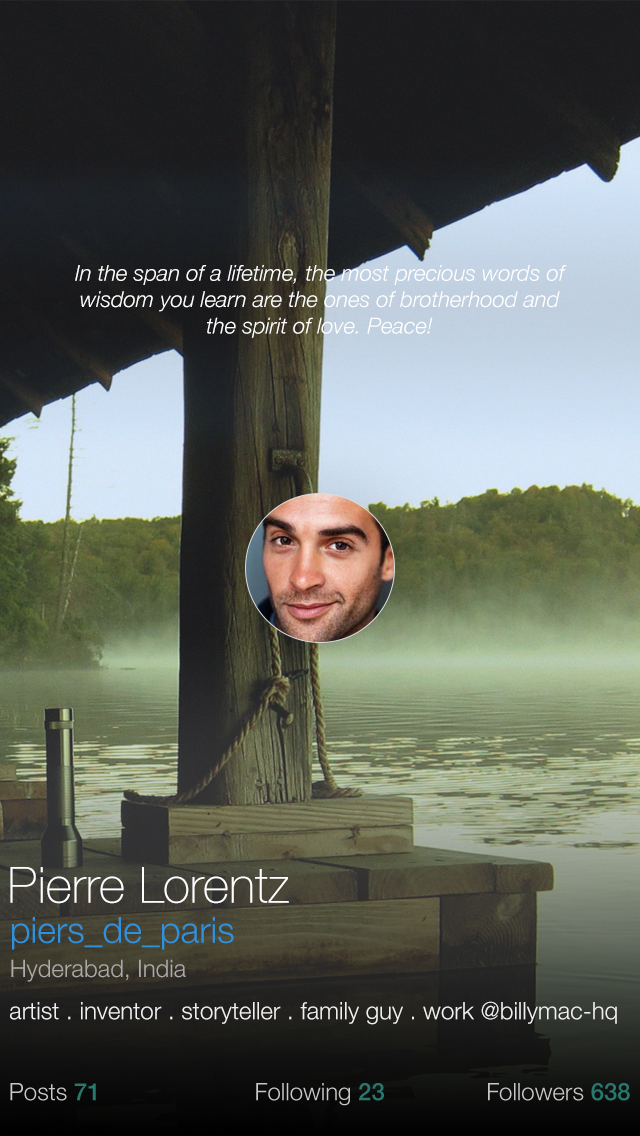 In the span of a lifetime, the most precious words of
wisdom you learn are the ones of brotherhood and
the spirit of love. Peace!
Pierre Lorentz
piers_de_paris
Hyderabad, India
artist . inventor . storyteller . family guy . work @billymac-hq
Posts 71 Following 23 Followers 638